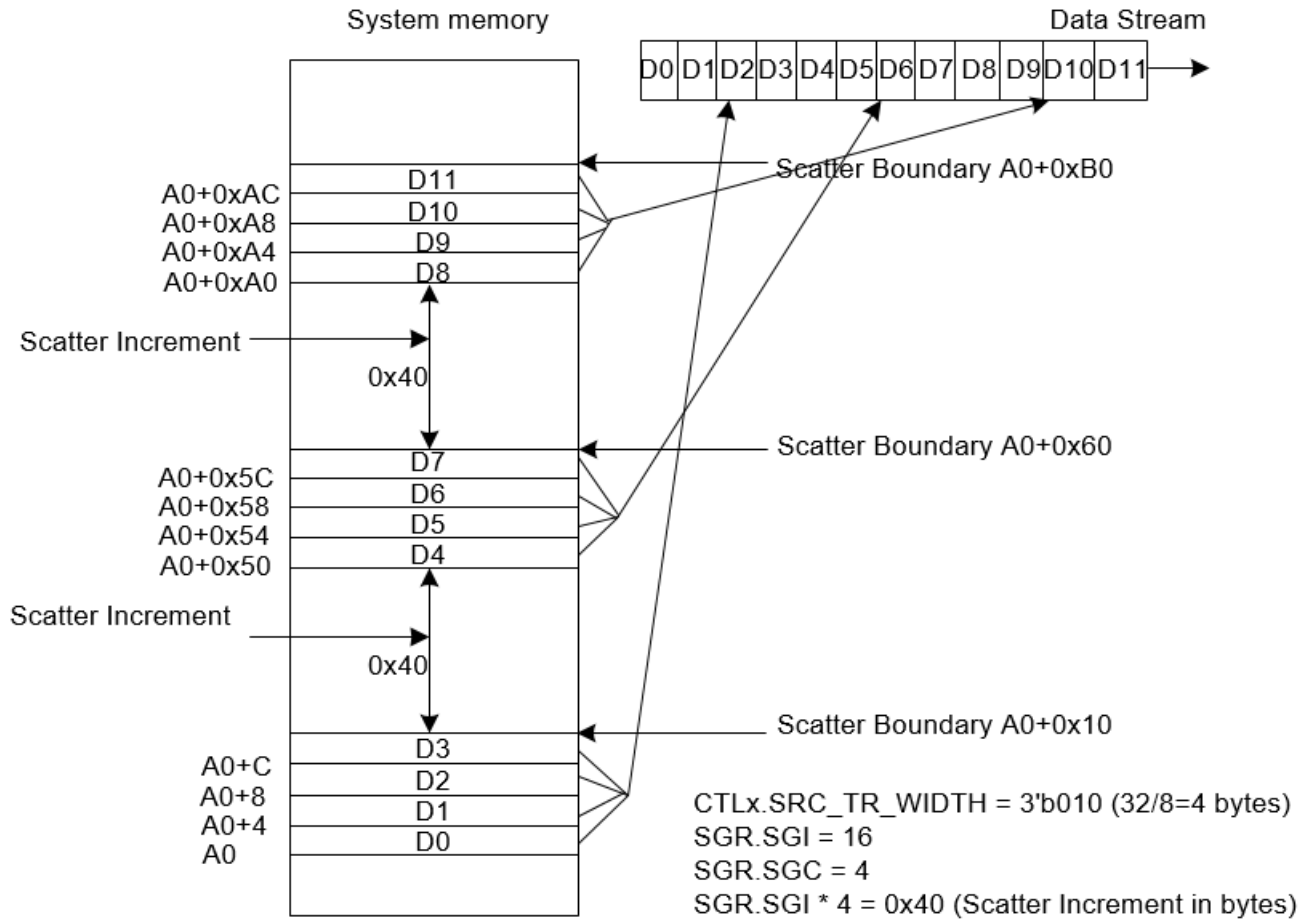 System memory
Data Stream
D0 D1 D2 D3 D4 D5 D6 D7 D8 D9 D10 D11
Scatter Boundary A0+0xB0
D11
A0+0xAC
D10
A0+0xA8
D9
A0+0xA4
D8
A0+0xA0
Scatter Increment
0x40
Scatter Boundary A0+0x60
D7
A0+0x5C
D6
A0+0x58
D5
A0+0x54
D4
A0+0x50
Scatter Increment
0x40
Scatter Boundary A0+0x10
D3
A0+C
D2
A0+8
D1
A0+4
D0
A0
CTLx.SRC_TR_WIDTH = 3'b010 (32/8=4 bytes)
SGR.SGI = 16
SGR.SGC = 4
SGR.SGI * 4 = 0x40 (Scatter Increment in bytes)